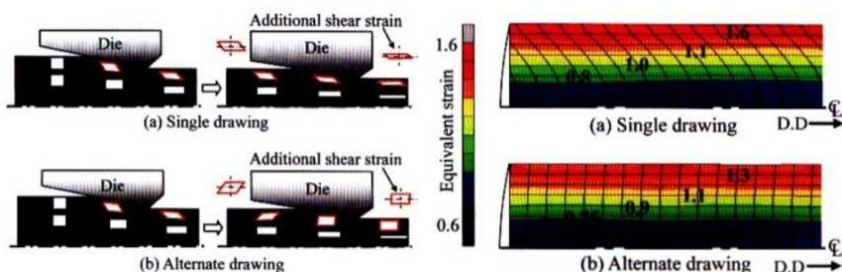 Additional shear strain
Die
Die
(a) Single drawing
Additional shear strain
Die
Die
(b) Alternate drawing
1.6
Equivalent strain
0.6
1.6
1.1
1.0
0.9
(a) Single drawing
D.D
1.3
1.1
0.9
(b) Alternate drawing
D.D